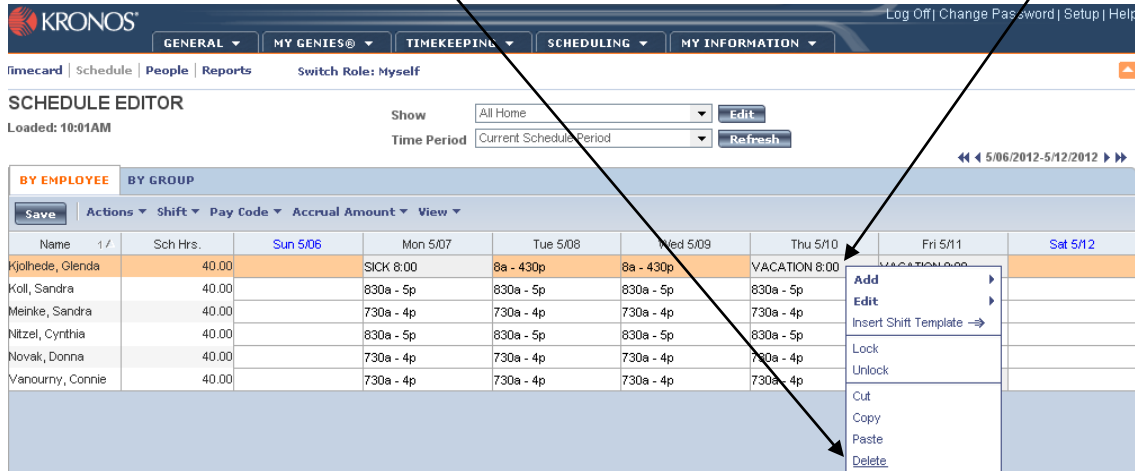 KRONOS®
Log Off | Change Password | Setup | Help
GENERAL MY GENIES® TIMEKEEPING SCHEDULING MY INFORMATION
Timecard | Schedule | People | Reports Switch Role: Myself
SCHEDULE EDITOR
Loaded: 10:01AM
Show All Home Edit
Time Period Current Schedule Period Refresh
5/06/2012-5/12/2012
BY EMPLOYEE BY GROUP
Save Actions Shift Pay Code Accrual Amount View
Name 1 Sch Hrs. Sun 5/06 Mon 5/07 Tue 5/08 Wed 5/09 Thu 5/10 Fri 5/11 Sat 5/12
Kjolhede, Glenda 40.00 SICK 8:00 8a - 430p 8a - 430p VACATION 8:00 VACATION 8:00
Koll, Sandra 40.00 830a - 5p 830a - 5p 830a - 5p 830a - 5p
Meinke, Sandra 40.00 730a - 4p 730a - 4p 730a - 4p 730a - 4p
Nitzel, Cynthia 40.00 830a - 5p 830a - 5p 830a - 5p 830a - 5p
Novak, Donna 40.00 730a - 4p 730a - 4p 730a - 4p 730a - 4p
Vanourny, Connie 40.00 730a - 4p 730a - 4p 730a - 4p 730a - 4p
Add
Edit
Insert Shift Template
Lock
Unlock
Cut
Copy
Paste
Delete